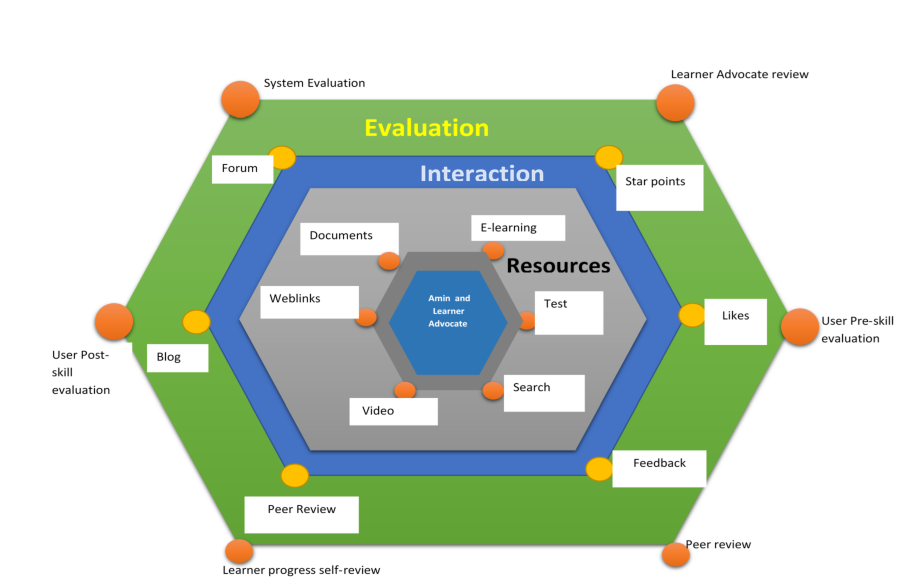 Learner Advocate review
System Evaluation
Evaluation
Forum
Interaction
Star points
E-learning
Documents
Resources
Weblinks
Amin and
Learner
Advocate
Test
Likes
User Pre-skill
evaluation
User Post-
skill
evaluation
Blog
Search
Video
Feedback
Peer Review
Peer review
Learner progress self-review